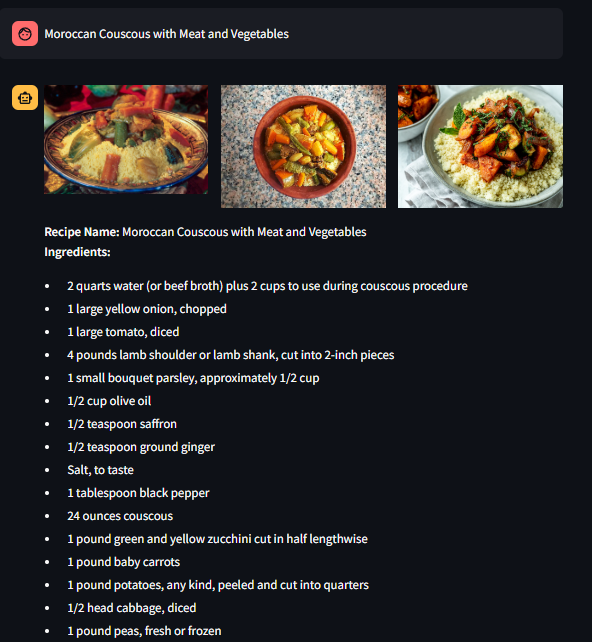 Moroccan Couscous with Meat and Vegetables
Recipe Name: Moroccan Couscous with Meat and Vegetables
Ingredients:
• 2 quarts water (or beef broth) plus 2 cups to use during couscous procedure
• 1 large yellow onion, chopped
• 1 large tomato, diced
• 4 pounds lamb shoulder or lamb shank, cut into 2-inch pieces
• 1 small bouquet parsley, approximately 1/2 cup
• 1/2 cup olive oil
• 1/2 teaspoon saffron
• 1/2 teaspoon ground ginger
• Salt, to taste
• 1 tablespoon black pepper
• 24 ounces couscous
• 1 pound green and yellow zucchini cut in half lengthwise
• 1 pound baby carrots
• 1 pound potatoes, any kind, peeled and cut into quarters
• 1/2 head cabbage, diced
• 1 pound peas, fresh or frozen